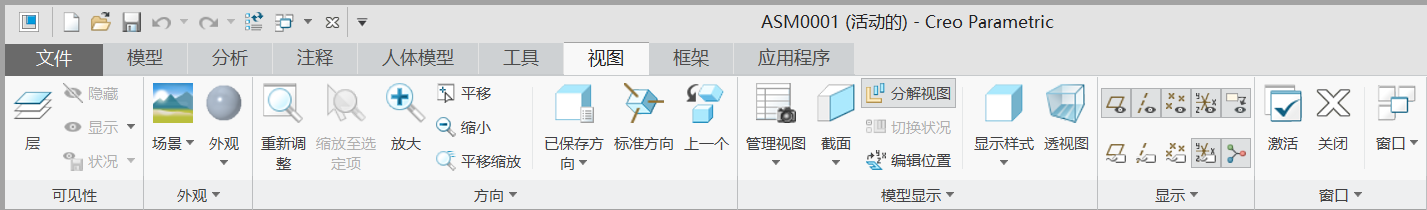 ASM0001 (活动的) - Creo Parametric
文件 模型 分析 注释 人体模型 工具 视图 框架 应用程序
层
隐藏
显示
状况
场景
外观
重新调整
缩放至选定项
放大
平移
缩小
平移缩放
已保存方向
标准方向
上一个
管理视图
截面
分解视图
切换状况
编辑位置
显示样式
透视图
激活
关闭
窗口
可见性 外观 方向 模型显示 显示 窗口